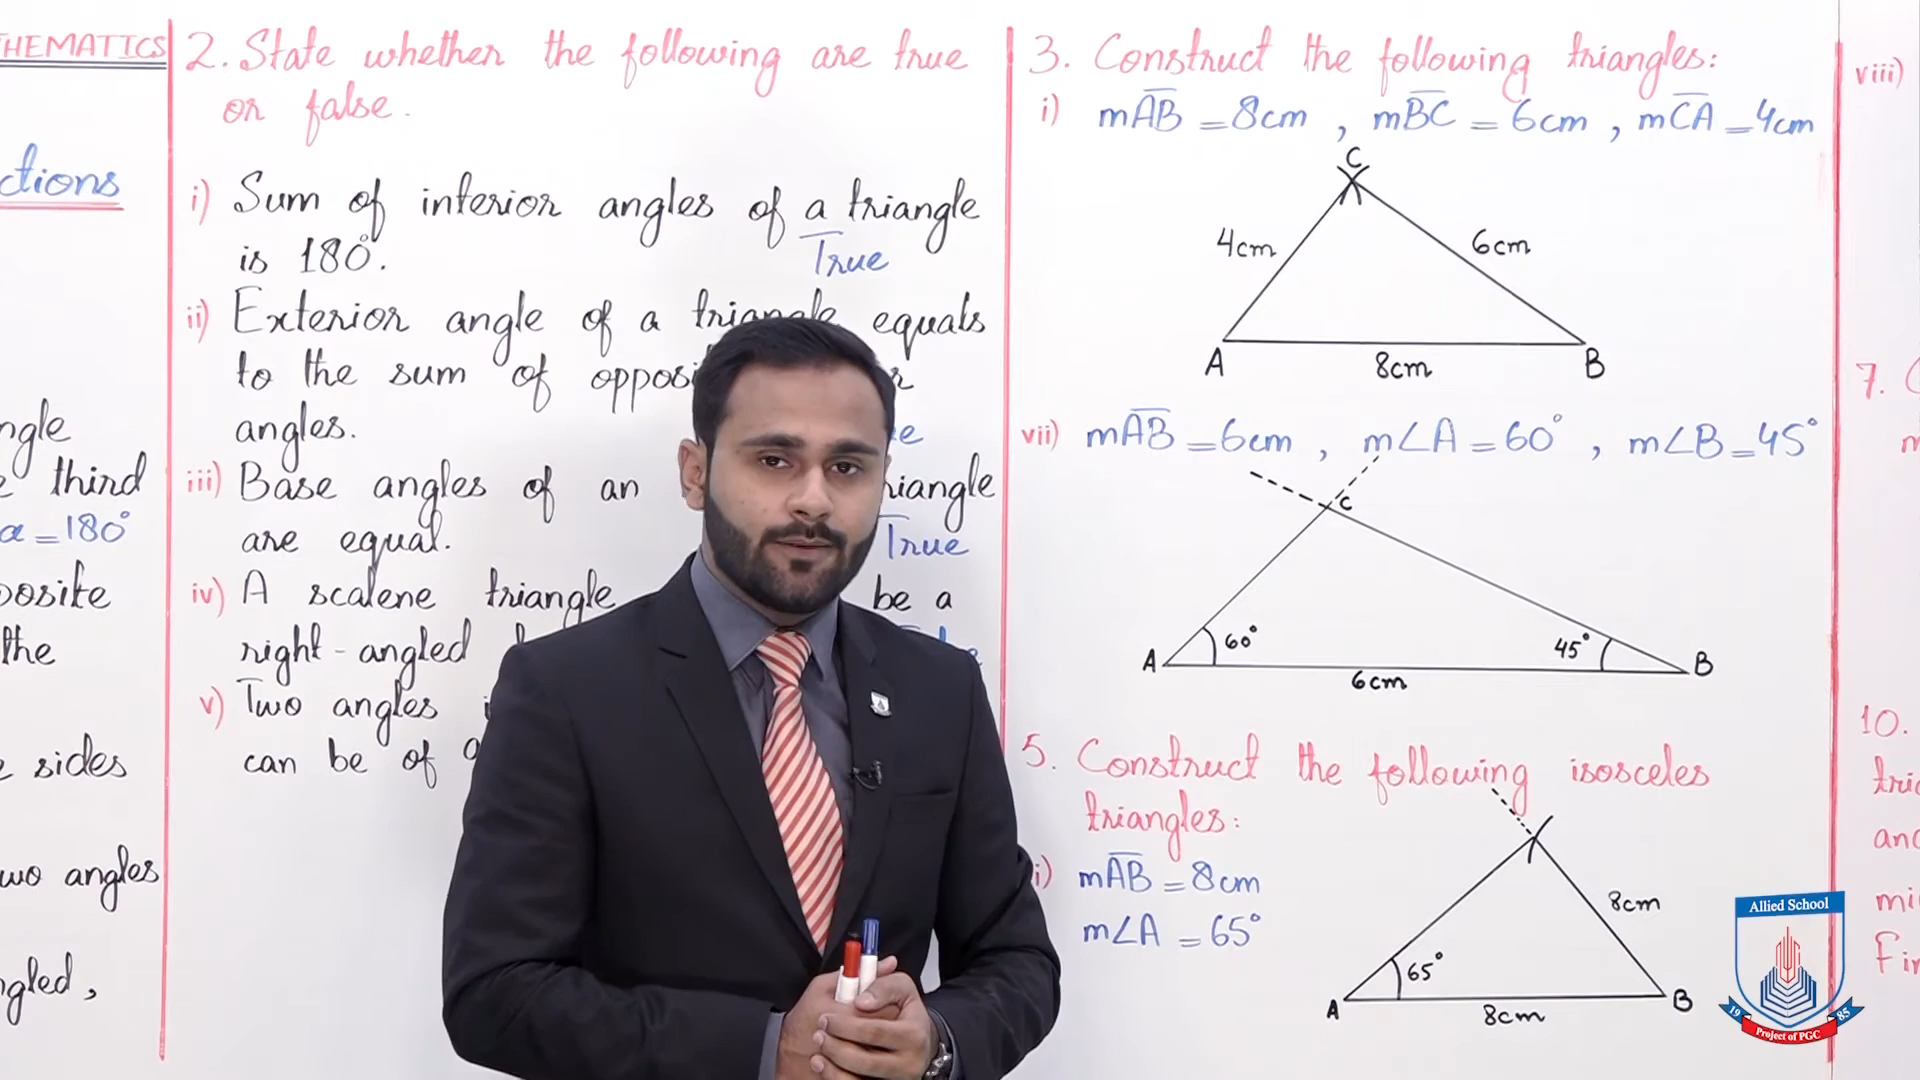 HEMATICS
ctions
ngle
third
a = 180°
posite
the
sides
wo angles
ngled,
2. State whether the following are true
or false.
i) Sum of interior angles of a triangle
is 180°. True
ii) Exterior angle of a triangle equals
to the sum of
angles.
iii) Base angles of an
are equal. True
iv) A scalene triangle be a
right-angled
v) Two angles
can be of a
3. Construct the following triangles:
i) mAB = 8cm , mBC = 6cm , mCA = 4cm
C
4cm 6cm
A 8cm B
vii) mAB = 6cm , m∠A = 60° , m∠B = 45°
C
A 60° 45° B
6cm
5. Construct the following isosceles
triangles:
i) mAB = 8cm
m∠A = 65°
8cm
65°
A 8cm B
viii)
7.
10.
Allied School
19 85
Project of PGC